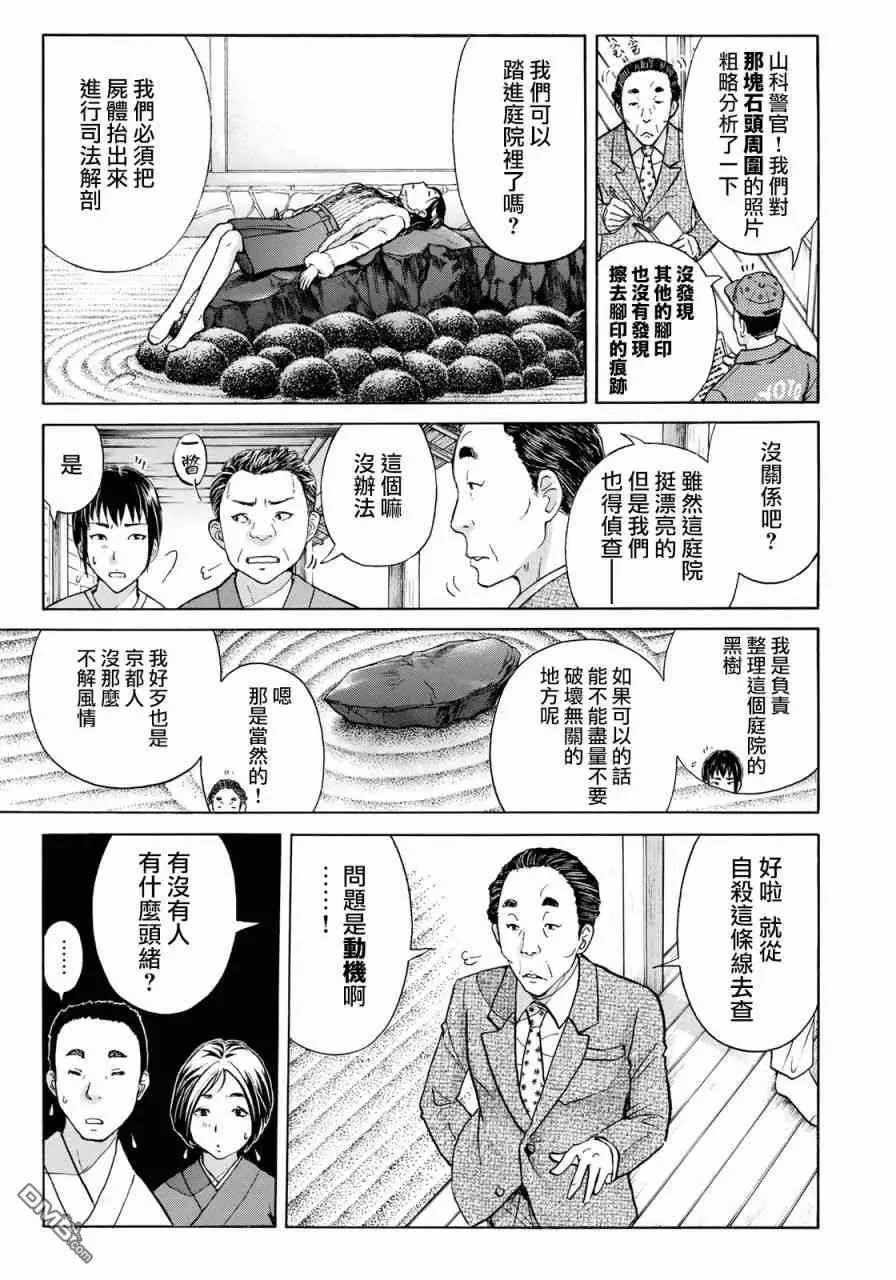 山科警官！我們對
那塊石頭周圍的照片
粗略分析了一下
沒發現
其他的腳印
也沒有發現
擦去腳印的痕跡
我們可以
踏進庭院裡了嗎？
我們必須把
屍體抬出來
進行司法解剖
沒關係吧？
雖然這庭院
挺漂亮的
但是我們
也得偵查——
這個嘛
沒辦法
一瞥
是
我是負責
整理這個庭院的
黑樹
如果可以的話
能不能盡量不要
破壞無關的
地方呢
嗯
那是當然的！
我好歹也是
京都人
沒那麼
不解風情
好啦 就從
自殺這條線去查
問題是動機啊
……！
有沒有人
有什麼頭緒？
……